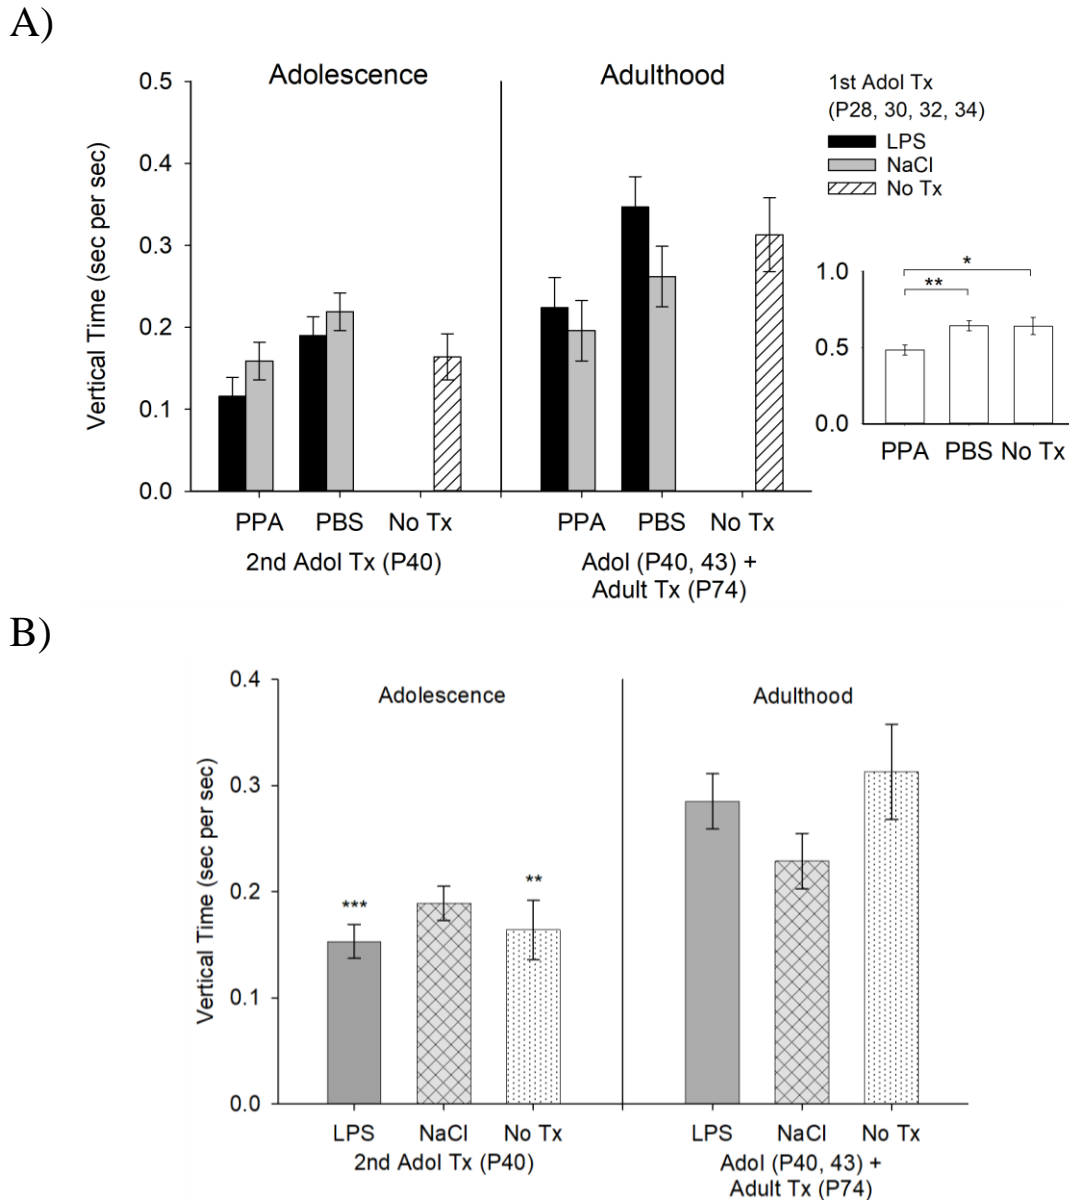 A)
Adolescence
Adulthood
1st Adol Tx
(P28, 30, 32, 34)
LPS
NaCl
No Tx
Vertical Time (sec per sec)
0.5
0.4
0.3
0.2
0.1
0.0
PPA PBS No Tx
2nd Adol Tx (P40)
PPA PBS No Tx
Adol (P40, 43) +
Adult Tx (P74)
1.0
0.5
0.0
*
**
PPA PBS No Tx
B)
Adolescence
Adulthood
Vertical Time (sec per sec)
0.4
0.3
0.2
0.1
0.0
***
**
LPS NaCl No Tx
2nd Adol Tx (P40)
LPS NaCl No Tx
Adol (P40, 43) +
Adult Tx (P74)